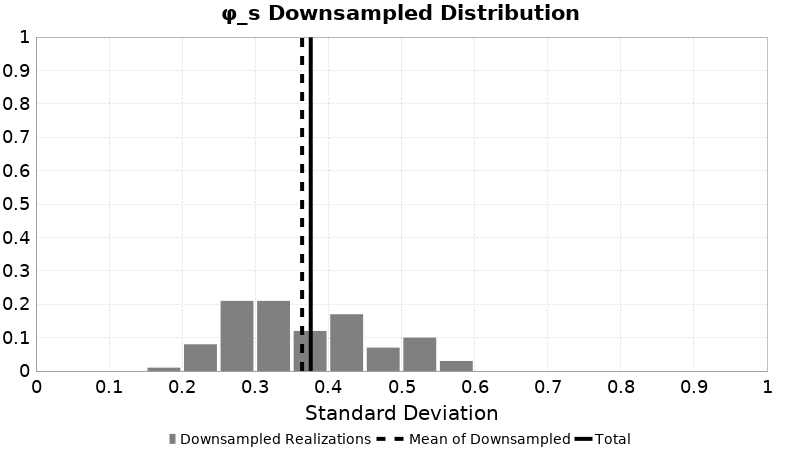 φ_s Downsampled Distribution
1
0.9
0.8
0.7
0.6
0.5
0.4
0.3
0.2
0.1
0
0 0.1 0.2 0.3 0.4 0.5 0.6 0.7 0.8 0.9 1
Standard Deviation
Downsampled Realizations Mean of Downsampled Total